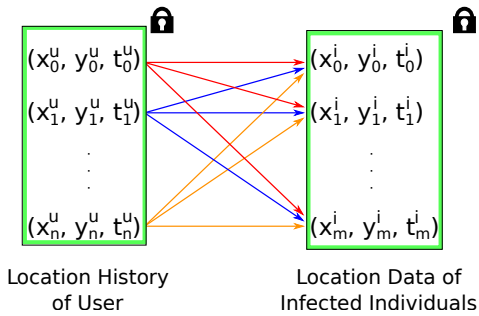 (x₀ᵘ, y₀ᵘ, t₀ᵘ)
(x₁ᵘ, y₁ᵘ, t₁ᵘ)
.
.
.
(xₙᵘ, yₙᵘ, tₙᵘ)
Location History
of User
(x₀ⁱ, y₀ⁱ, t₀ⁱ)
(x₁ⁱ, y₁ⁱ, t₁ⁱ)
.
.
.
(xₘⁱ, yₘⁱ, tₘⁱ)
Location Data of
Infected Individuals